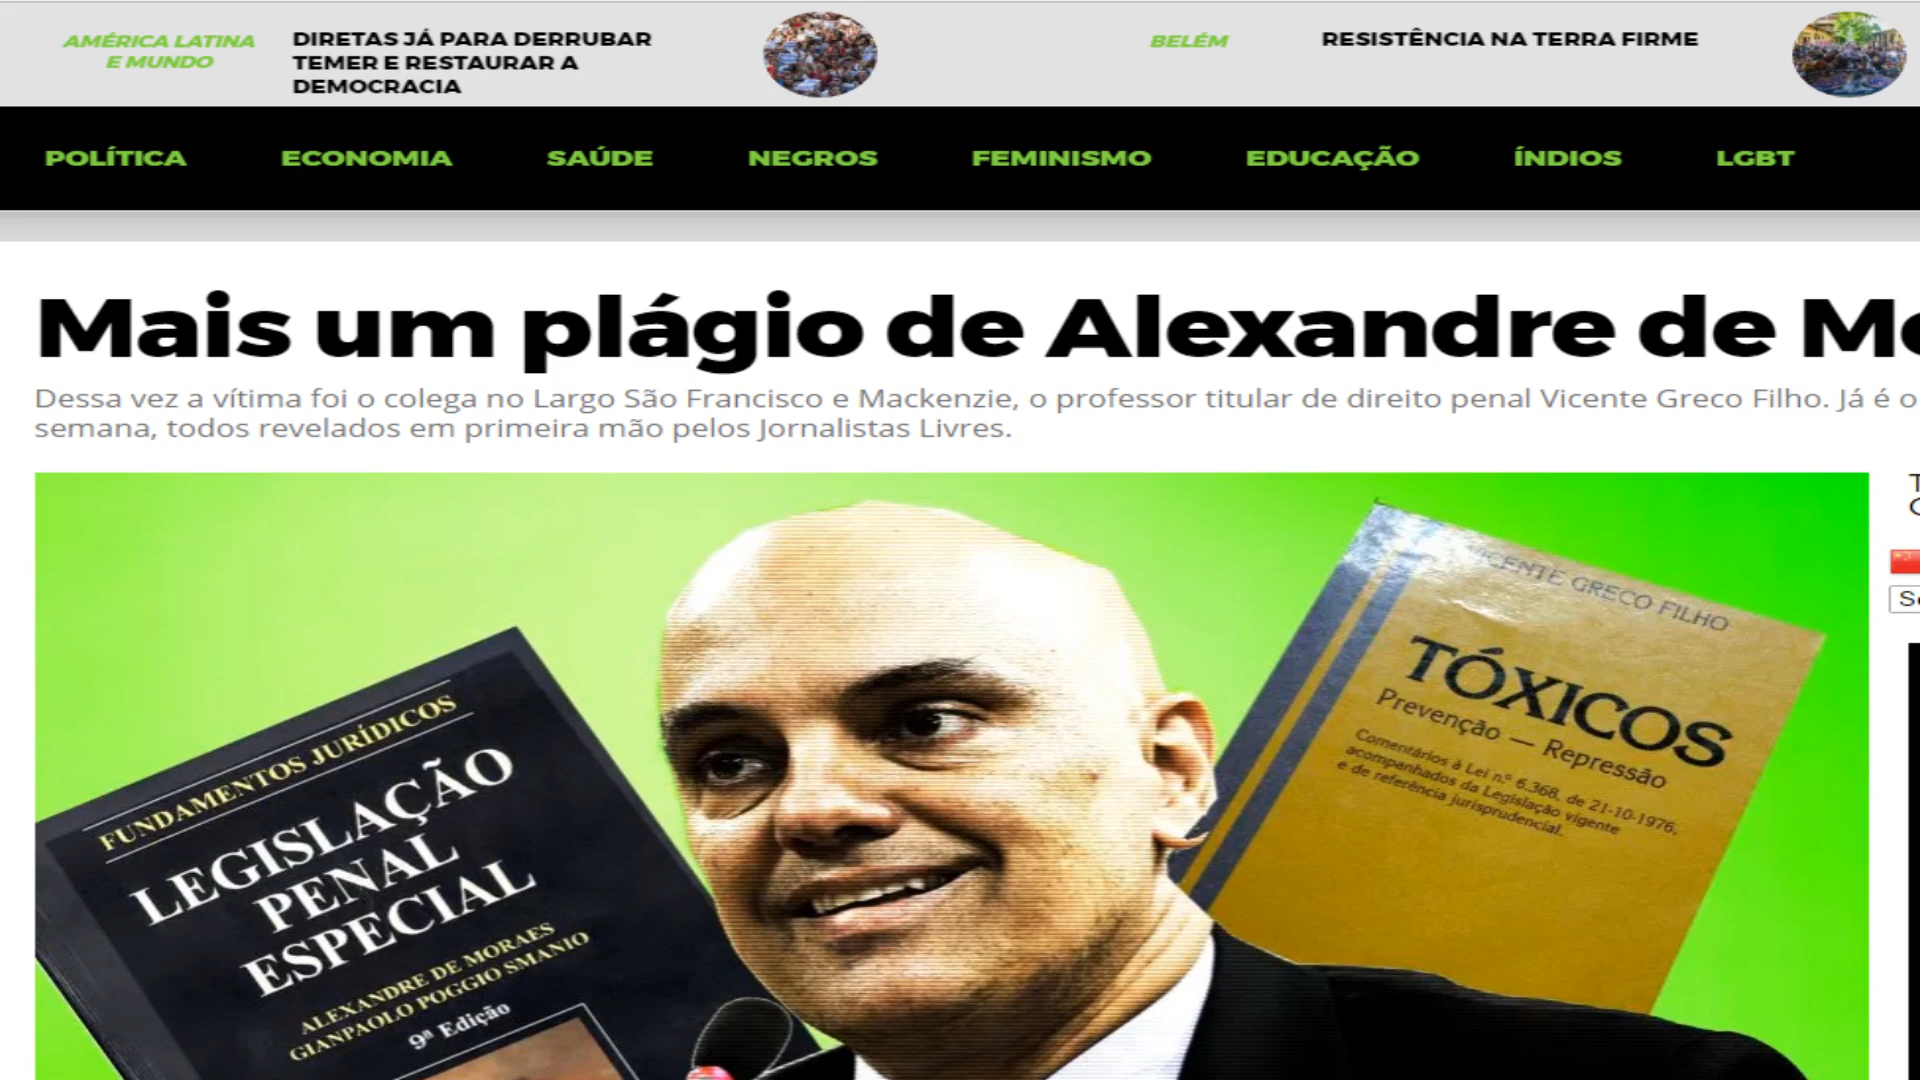 AMÉRICA LATINA
E MUNDO
DIRETAS JÁ PARA DERRUBAR
TEMER E RESTAURAR A
DEMOCRACIA
BELÉM
RESISTÊNCIA NA TERRA FIRME
POLÍTICA ECONOMIA SAÚDE NEGROS FEMINISMO EDUCAÇÃO ÍNDIOS LGBT
Mais um plágio de Alexandre de
Dessa vez a vítima foi o colega no Largo São Francisco e Mackenzie, o professor titular de direito penal Vicente Greco Filho. Já é o
semana, todos revelados em primeira mão pelos Jornalistas Livres.
FUNDAMENTOS JURÍDICOS
LEGISLAÇÃO
PENAL
ESPECIAL
ALEXANDRE DE MORAES
GIANPAOLO POGGIO SMANIO
9ª Edição
VICENTE GRECO FILHO
TÓXICOS
Prevenção — Repressão
Comentários à Lei n.º 6.368, de 21-10-1976,
acompanhados da Legislação vigente
e de referência jurisprudencial.